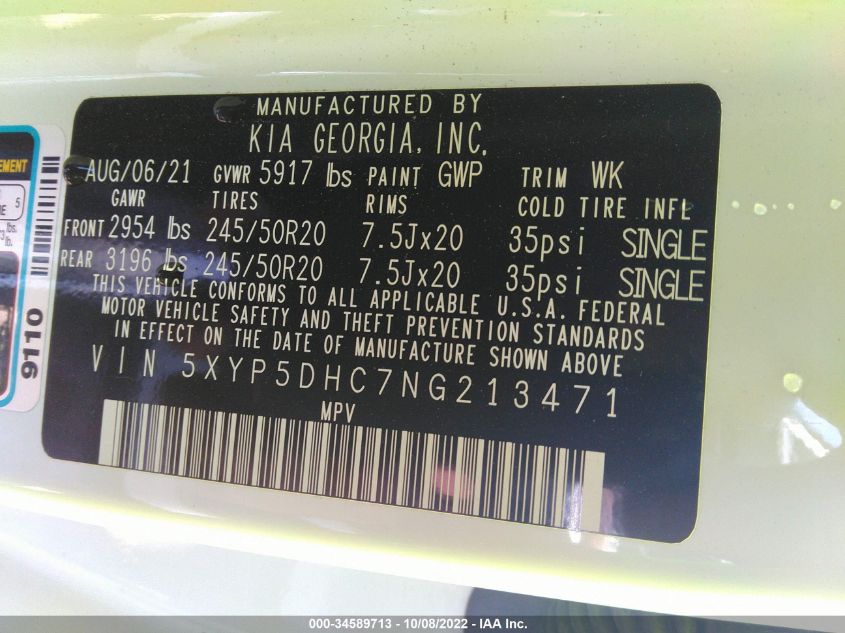 MANUFACTURED BY
KIA GEORGIA, INC.
AUG/06/21 GVWR 5917 lbs PAINT GWP TRIM WK
GAWR TIRES RIMS COLD TIRE INFL
FRONT 2954 lbs 245/50R20 7.5Jx20 35psi SINGLE
REAR 3196 lbs 245/50R20 7.5Jx20 35psi SINGLE
THIS VEHICLE CONFORMS TO ALL APPLICABLE U.S.A. FEDERAL
MOTOR VEHICLE SAFETY AND THEFT PREVENTION STANDARDS
IN EFFECT ON THE DATE OF MANUFACTURE SHOWN ABOVE
VIN 5XYP5DHC7NG213471
MPV
9110
5
lbs.
lb.
000-34589713 - 10/08/2022 - IAA Inc.